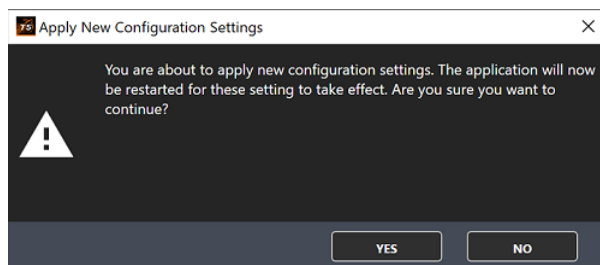 TS Apply New Configuration Settings
You are about to apply new configuration settings. The application will now
be restarted for these setting to take effect. Are you sure you want to
continue?
YES
NO